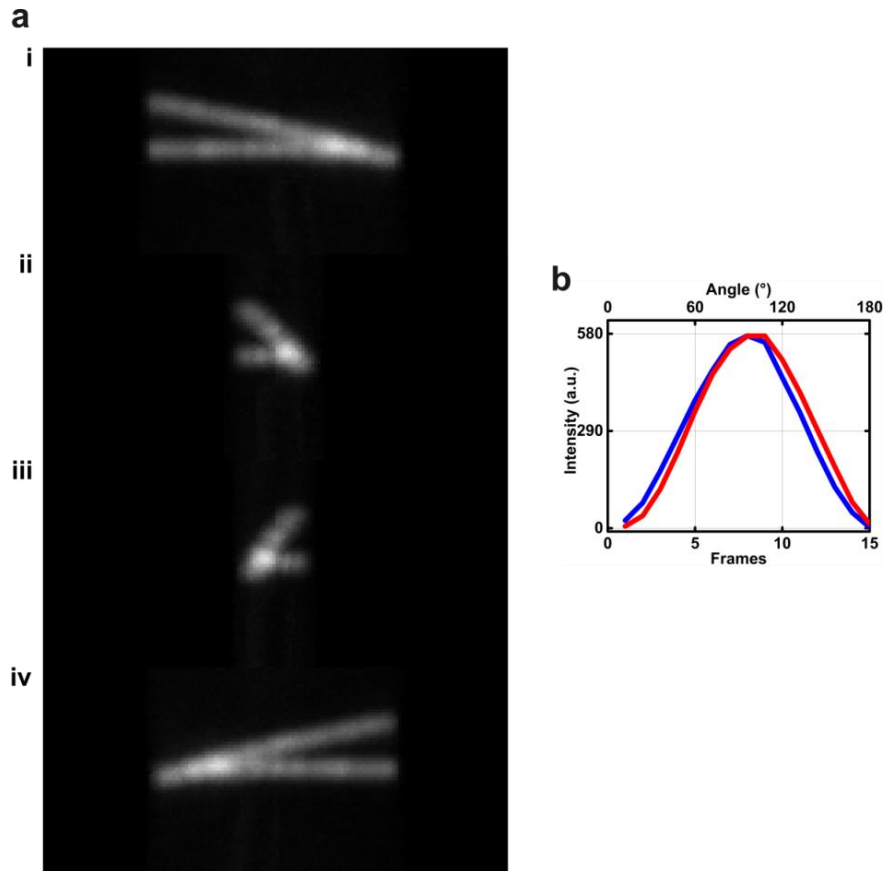 a
i
ii
iii
iv
b
Angle (°)
0 60 120 180
580
290
0
Intensity (a.u.)
0 5 10 15
Frames